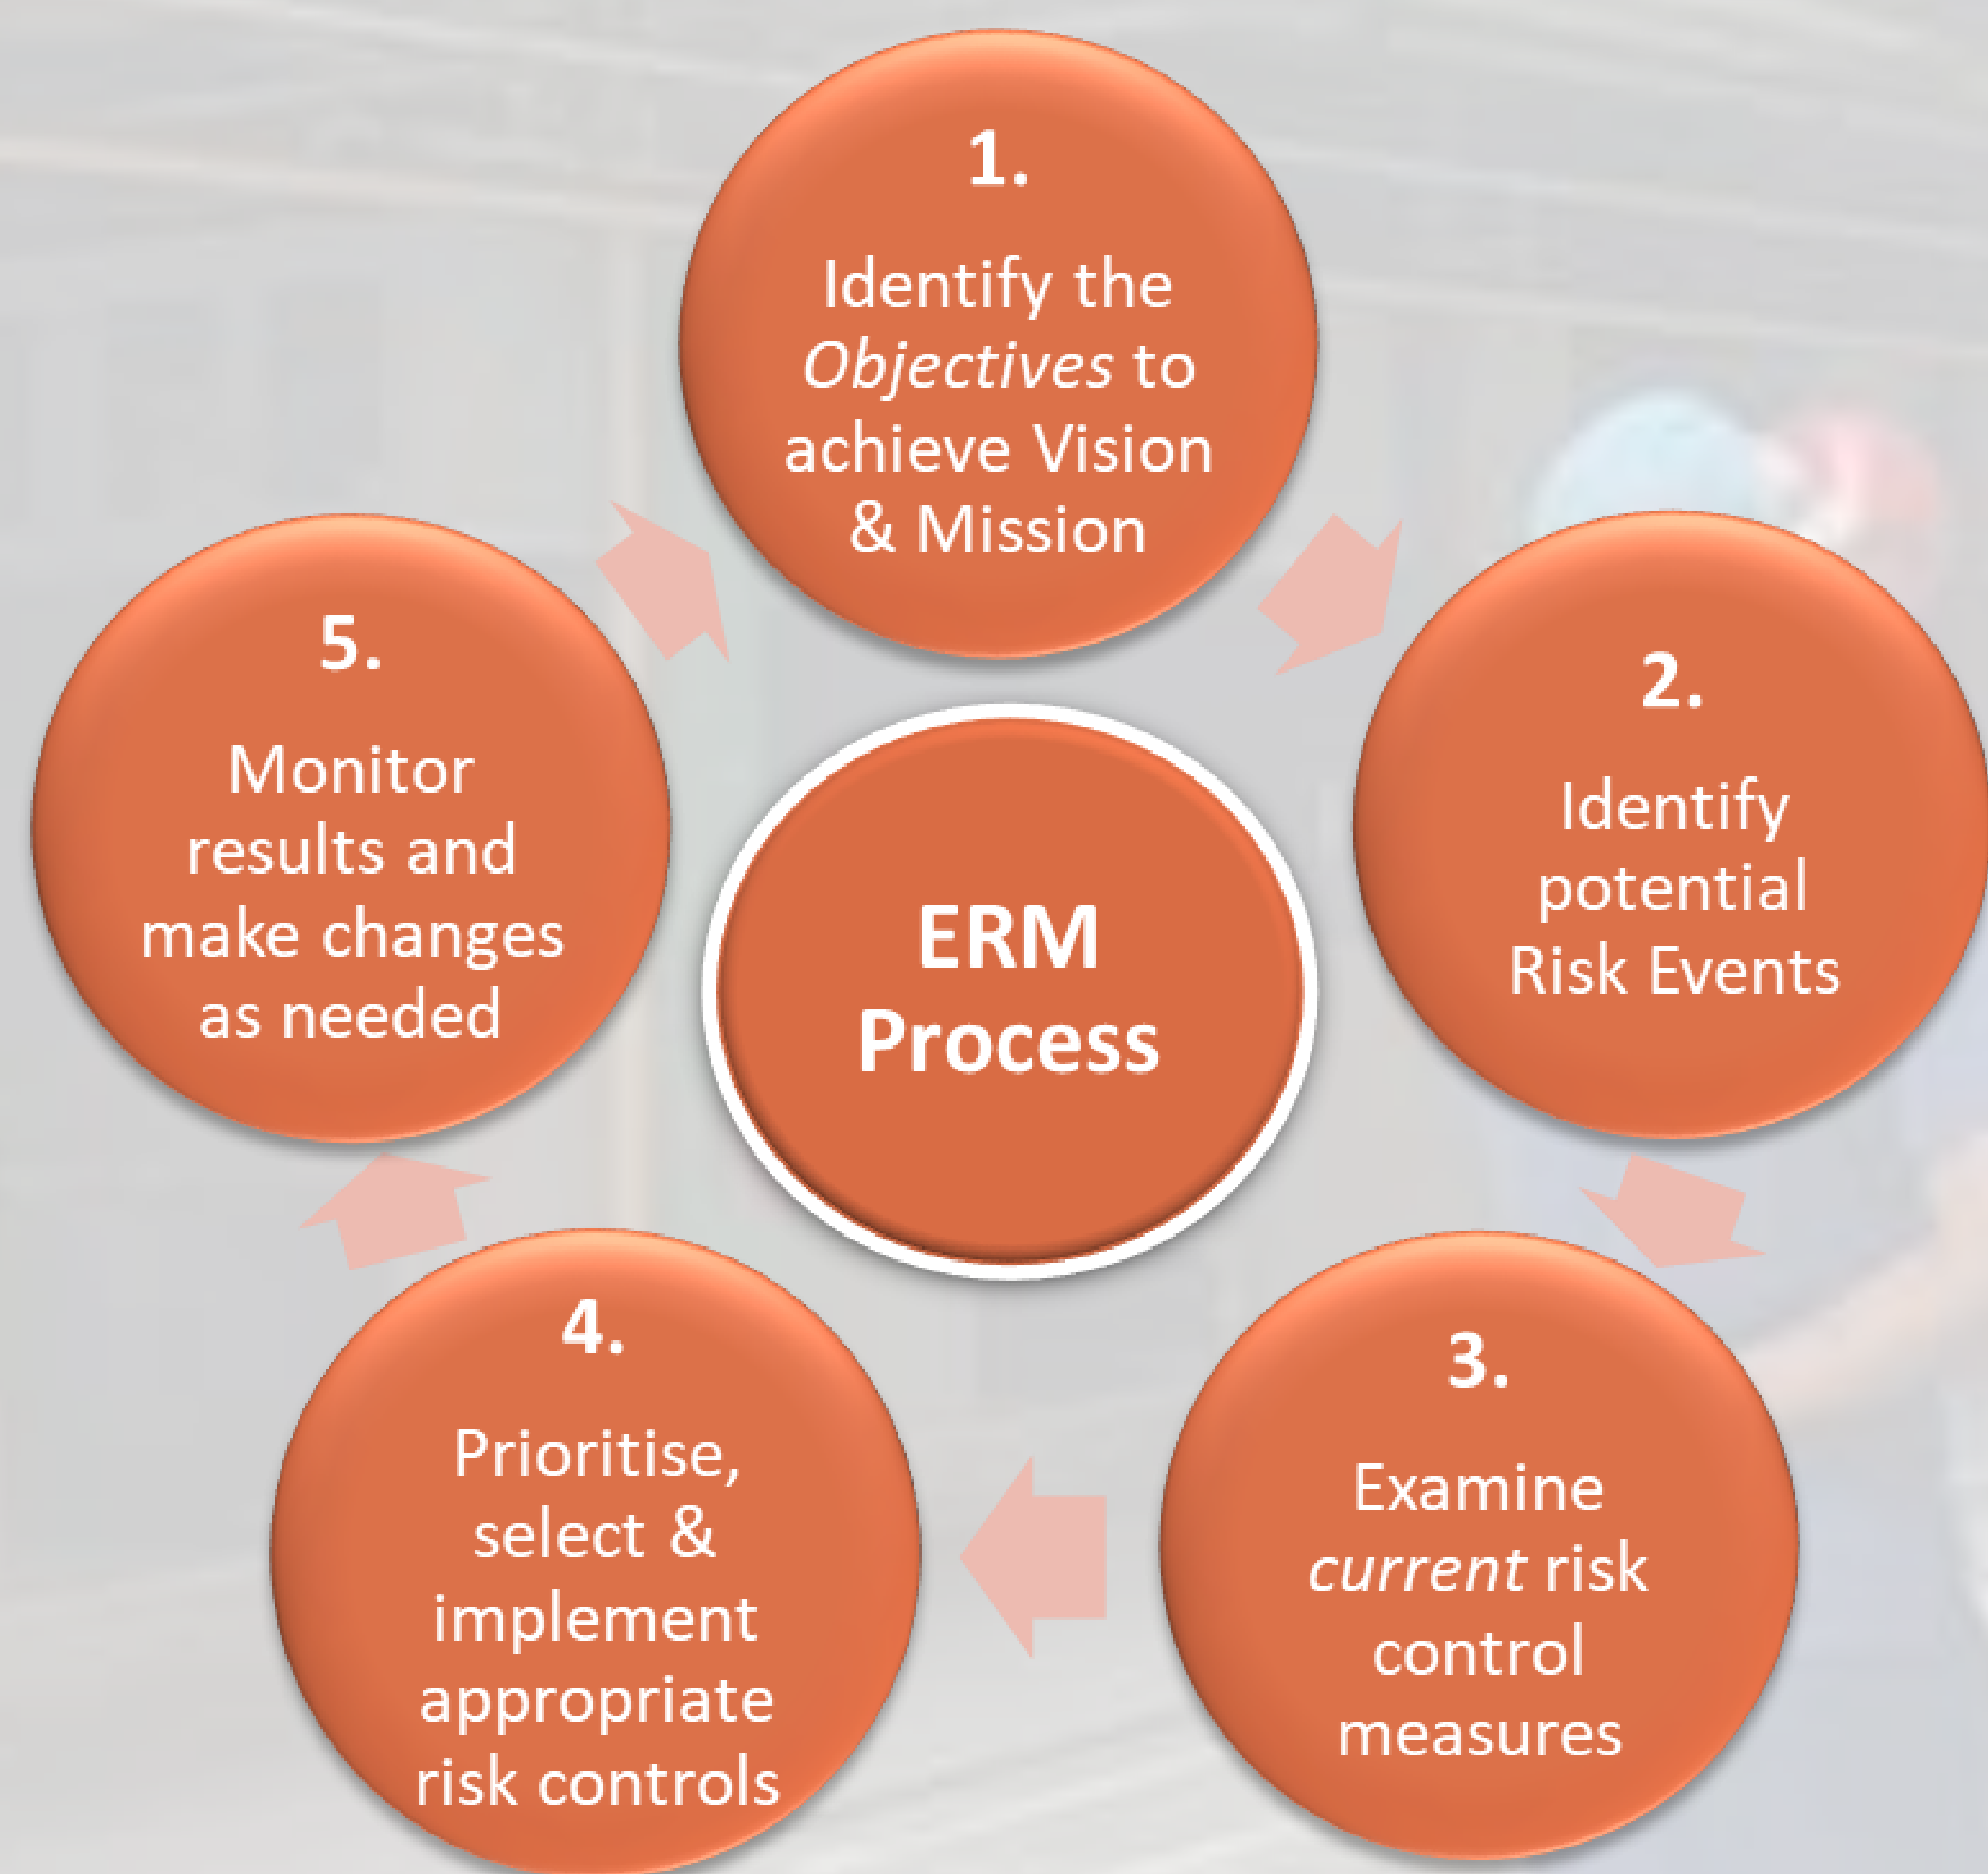 1.
Identify the
Objectives to
achieve Vision
& Mission
2.
Identify
potential
Risk Events
3.
Examine
current risk
control
measures
4.
Prioritise,
select &
implement
appropriate
risk controls
5.
Monitor
results and
make changes
as needed
ERM
Process